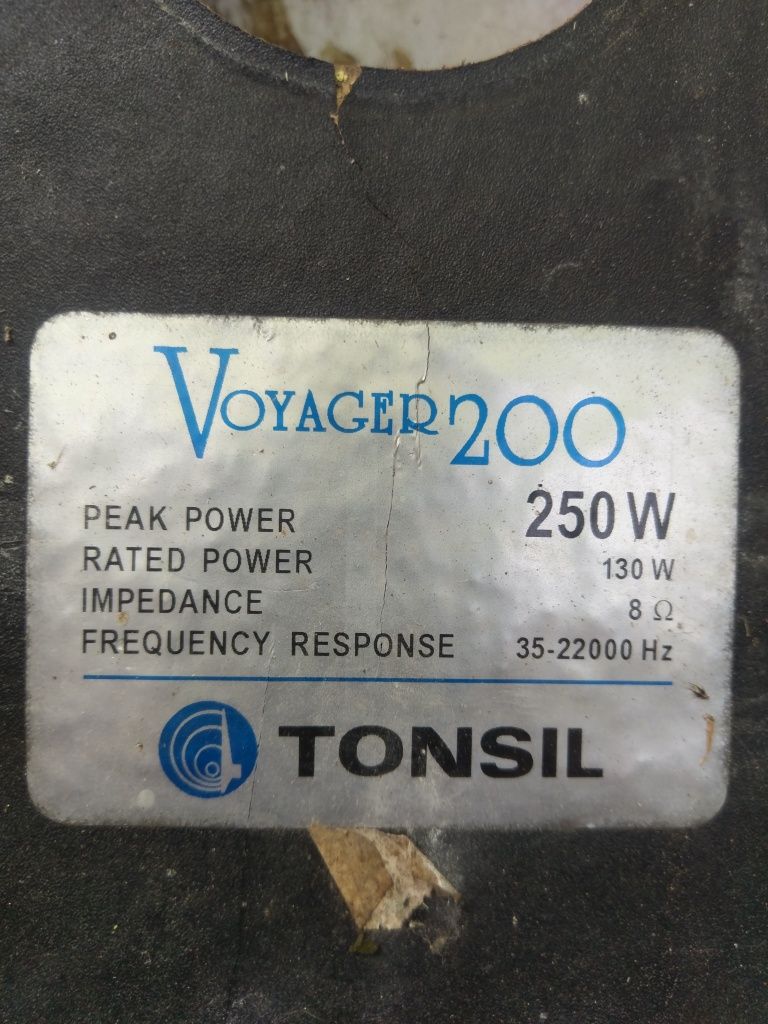 VOYAGER 200
PEAK POWER 250 W
RATED POWER 130 W
IMPEDANCE 8 Ω
FREQUENCY RESPONSE 35-22000 Hz
TONSIL